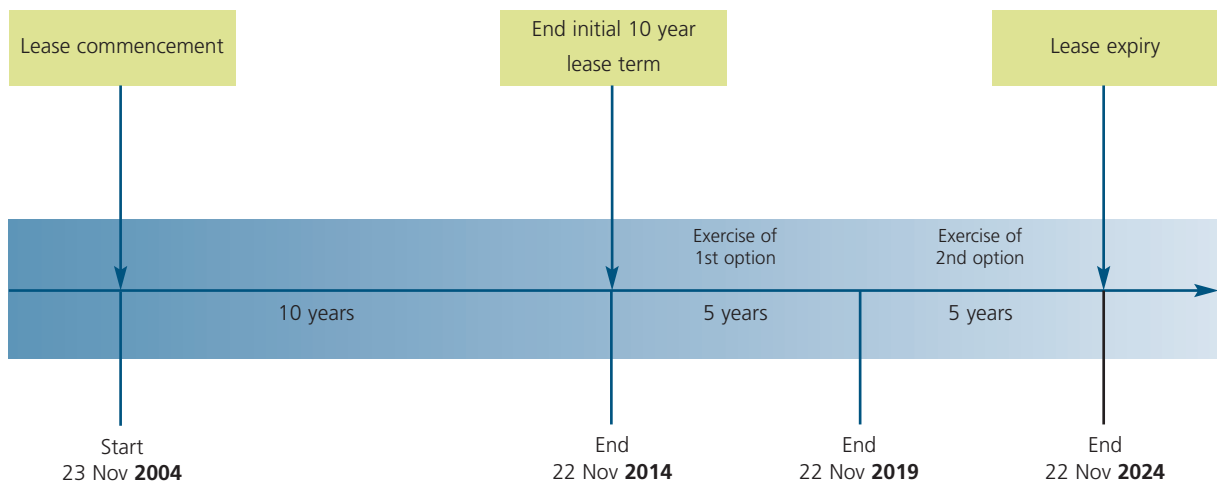 Lease commencement
End initial 10 year
lease term
Lease expiry
Exercise of
1st option
Exercise of
2nd option
10 years
5 years
5 years
Start
23 Nov 2004
End
22 Nov 2014
End
22 Nov 2019
End
22 Nov 2024